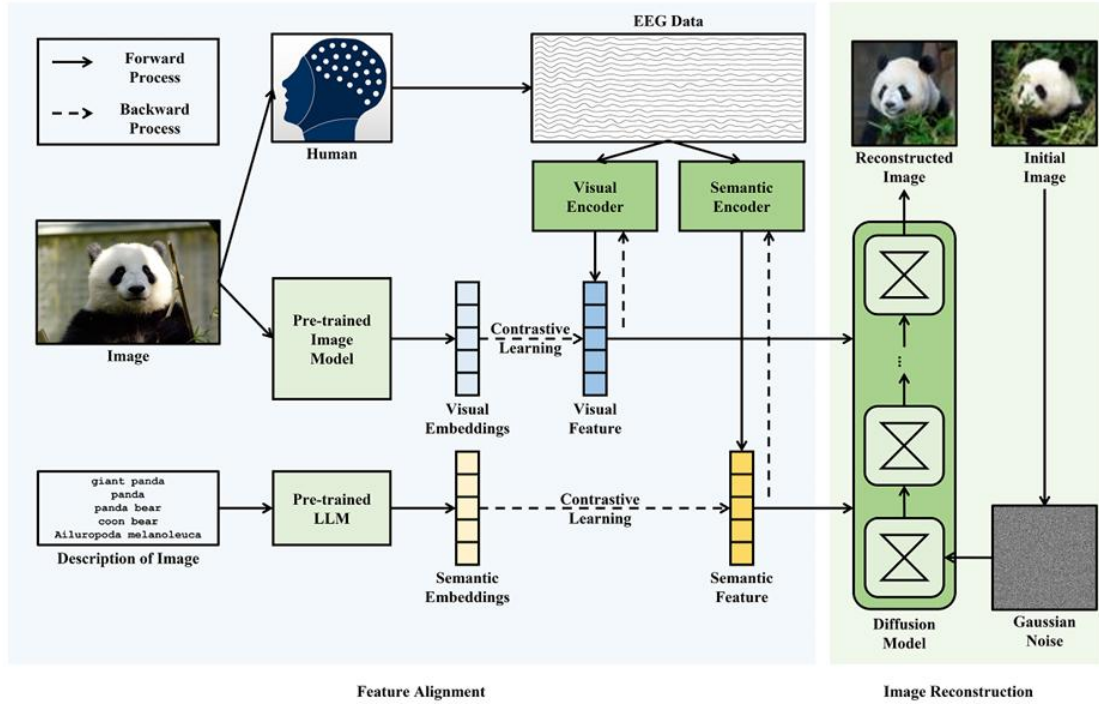 Forward
Process
Backward
Process
Human
EEG Data
Visual
Encoder
Semantic
Encoder
Image
Pre-trained
Image
Model
Visual
Embeddings
Contrastive
Learning
Visual
Feature
giant panda
panda
panda bear
coon bear
Ailuropoda melanoleuca
Description of Image
Pre-trained
LLM
Semantic
Embeddings
Contrastive
Learning
Semantic
Feature
Feature Alignment
Reconstructed
Image
Initial
Image
...
Diffusion
Model
Gaussian
Noise
Image Reconstruction